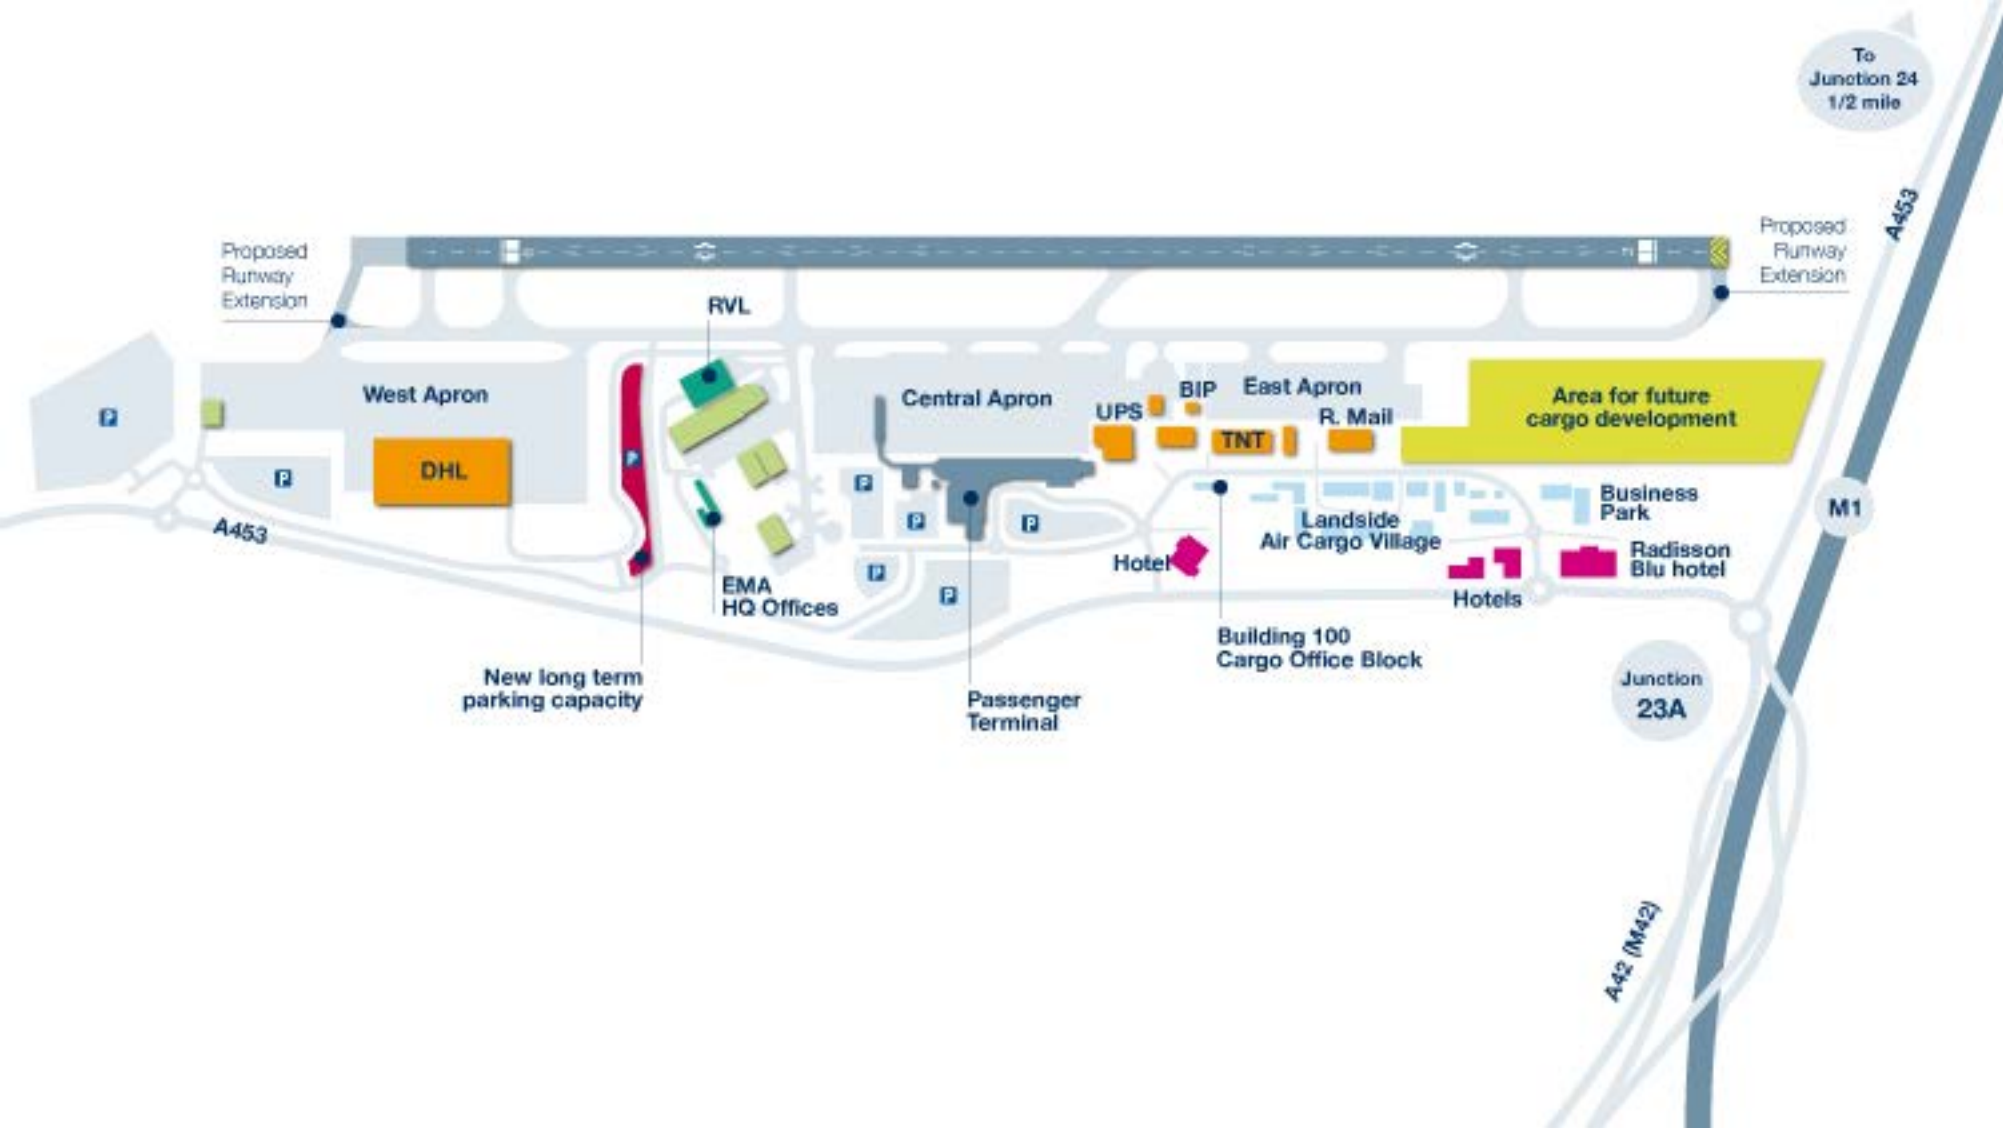 To
Junction 24
1/2 mile
A453
Proposed
Runway
Extension
Proposed
Runway
Extension
RVL
P
West Apron
DHL
P
P
A453
Central Apron
UPS
BIP
East Apron
R. Mail
TNT
Area for future
cargo development
P
P
P
P
P
Landside
Air Cargo Village
Business
Park
M1
Hotel
Hotels
Radisson
Blu hotel
EMA
HQ Offices
New long term
parking capacity
Passenger
Terminal
Building 100
Cargo Office Block
Junction
23A
A42 (M42)